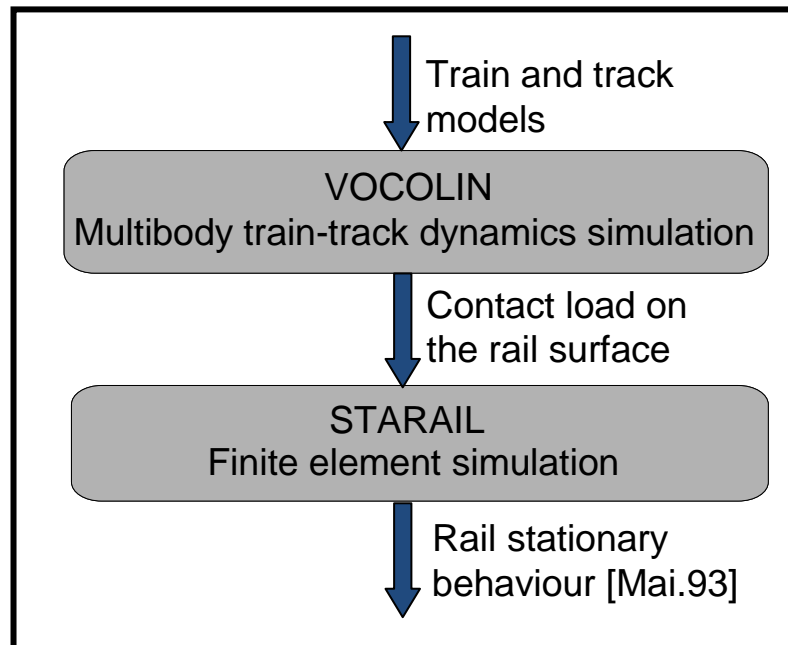 Train and track
models
VOCOLIN
Multibody train-track dynamics simulation
Contact load on
the rail surface
STARAIL
Finite element simulation
Rail stationary
behaviour [Mai.93]